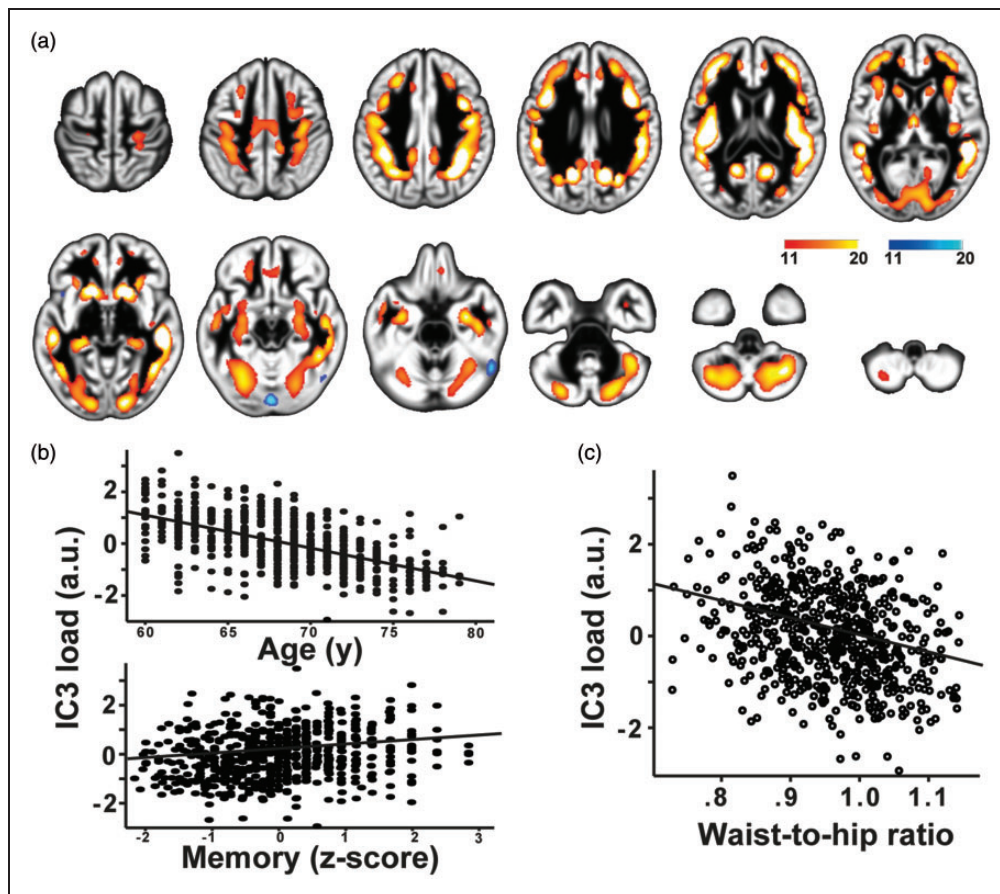 (a)
11 20 11 20
(b)
IC3 load (a.u.)
2
0
-2
60 65 70 75 80
Age (y)
2
0
-2
-2 -1 0 1 2 3
Memory (z-score)
(c)
IC3 load (a.u.)
2
0
-2
.8 .9 1.0 1.1
Waist-to-hip ratio